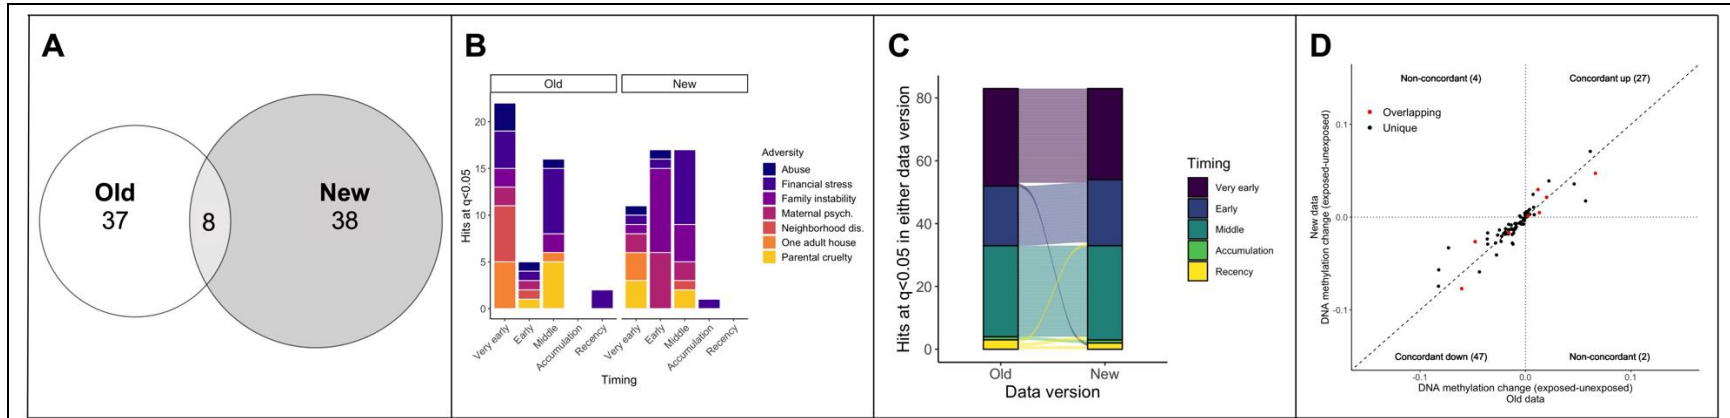 A
Old
37
8
New
38
B
Old
New
Hits at q<0.05
20
15
10
5
0
Very early
Early
Middle
Accumulation
Recency
Very early
Early
Middle
Accumulation
Recency
Timing
Adversity
Abuse
Financial stress
Family instability
Maternal psych.
Neighborhood dis.
One adult house
Parental cruelty
C
Hits at q<0.05 in either data version
80
60
40
20
0
Old
New
Data version
Timing
Very early
Early
Middle
Accumulation
Recency
D
Non-concordant (4)
Concordant up (27)
Overlapping
Unique
New data
DNA methylation change (exposed-unexposed)
0.1
0.0
-0.1
Concordant down (47)
Non-concordant (2)
-0.1
0.0
0.1
DNA methylation change (exposed-unexposed)
Old data